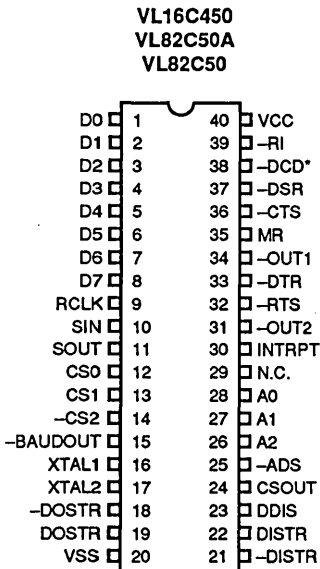 VL16C450
VL82C50A
VL82C50
D0 1 40 VCC
D1 2 39 –RI
D2 3 38 –DCD*
D3 4 37 –DSR
D4 5 36 –CTS
D5 6 35 MR
D6 7 34 –OUT1
D7 8 33 –DTR
RCLK 9 32 –RTS
SIN 10 31 –OUT2
SOUT 11 30 INTRPT
CS0 12 29 N.C.
CS1 13 28 A0
–CS2 14 27 A1
–BAUDOUT 15 26 A2
XTAL1 16 25 –ADS
XTAL2 17 24 CSOUT
–DOSTR 18 23 DDIS
DOSTR 19 22 DISTR
VSS 20 21 –DISTR